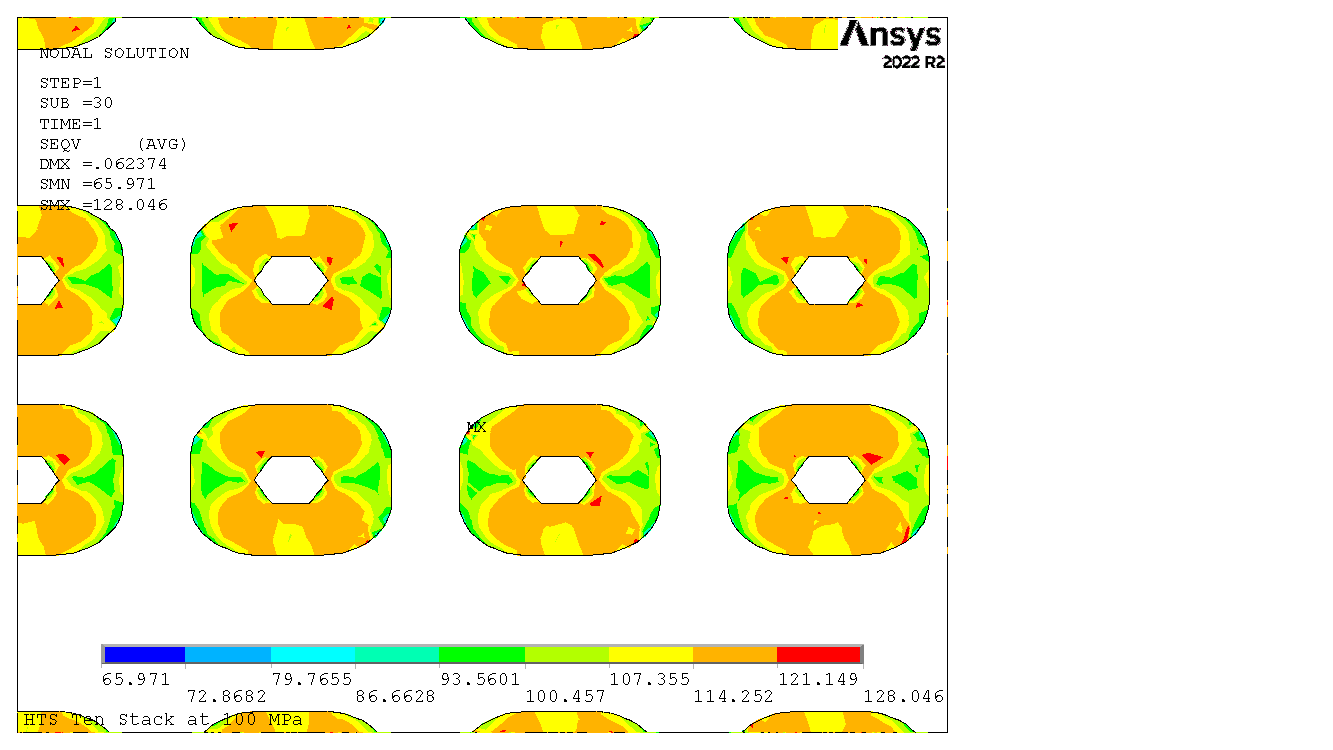 Ansys
2022 R2
NODAL SOLUTION
STEP=1
SUB =30
TIME=1
SEQV (AVG)
DMX =.062374
SMN =65.971
SMX =128.046
MX
65.971 79.7655 93.5601 107.355 121.149
72.8682 86.6628 100.457 114.252 128.046
HTS Ten Stack at 100 MPa